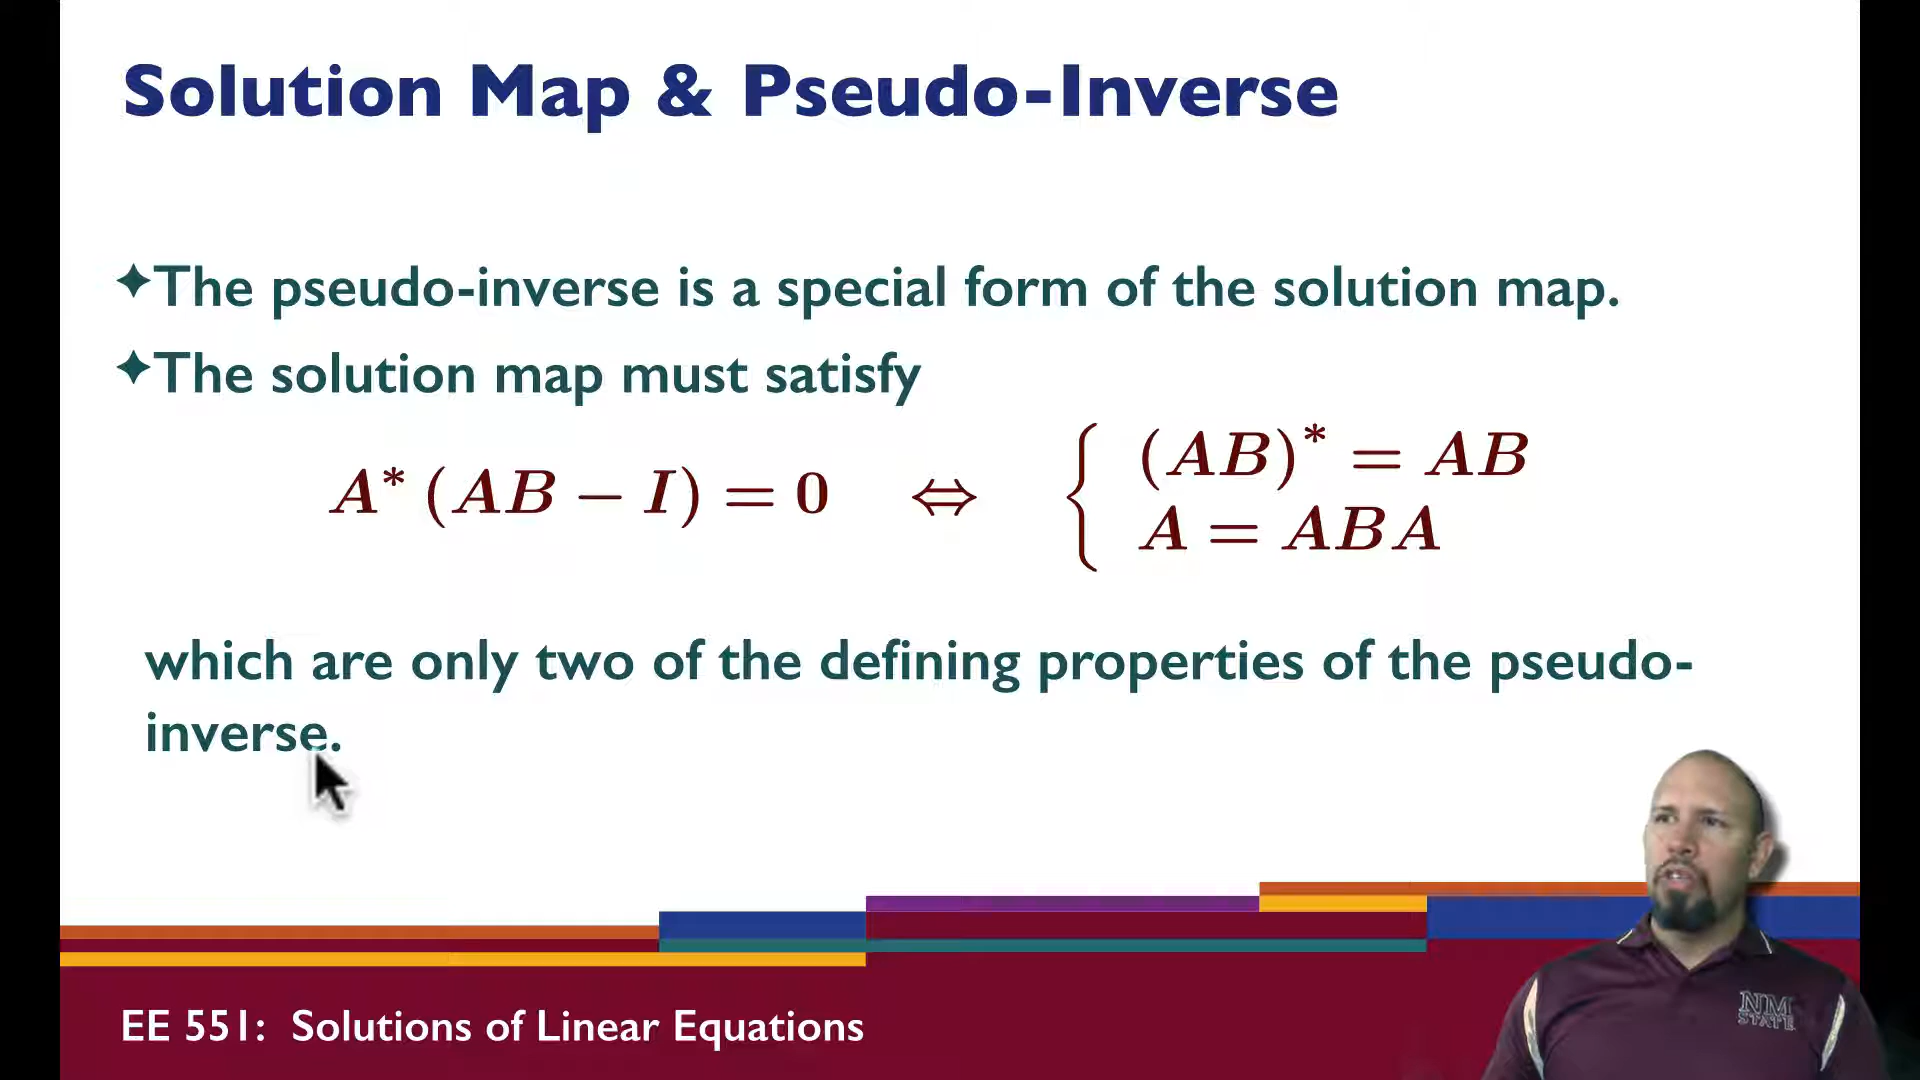 Solution Map & Pseudo-Inverse
✦The pseudo-inverse is a special form of the solution map.
✦The solution map must satisfy
A* (AB − I) = 0 ⇔ { (AB)* = AB
A = ABA
which are only two of the defining properties of the pseudo-
inverse.
EE 551: Solutions of Linear Equations
NM
STATE